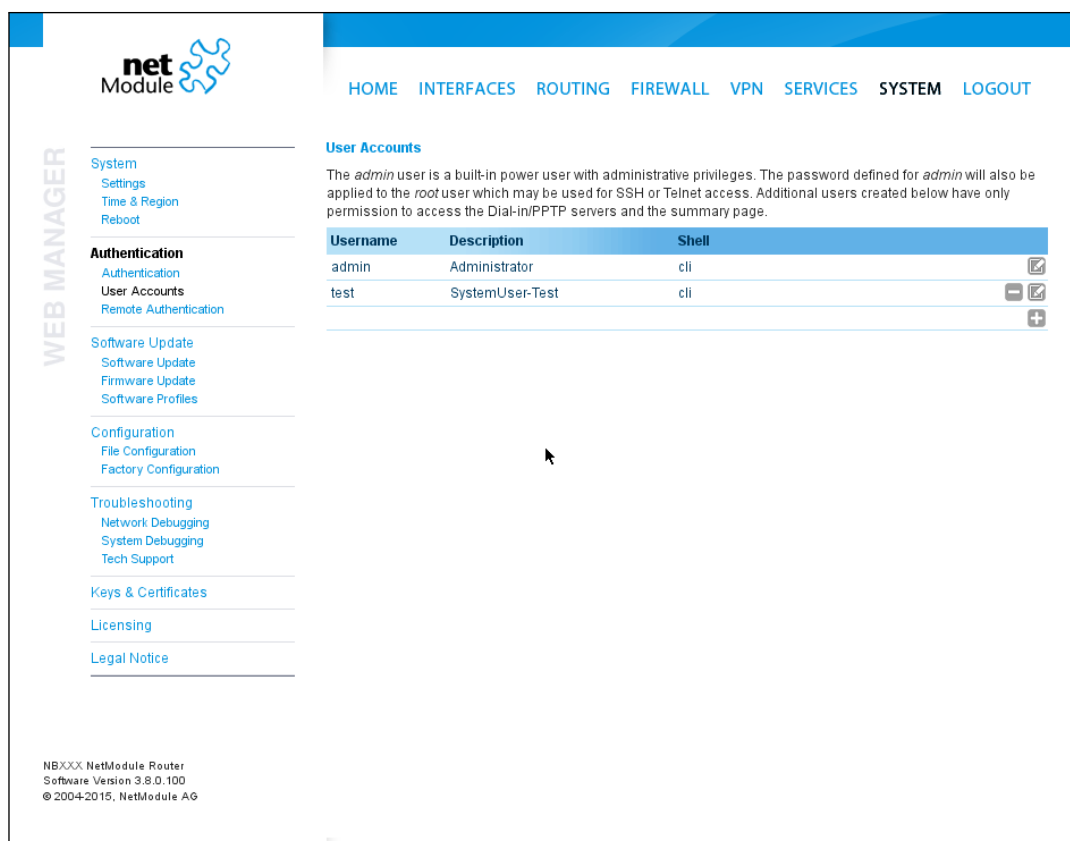 net
Module
HOME INTERFACES ROUTING FIREWALL VPN SERVICES SYSTEM LOGOUT
WEB MANAGER
System
Settings
Time & Region
Reboot
Authentication
Authentication
User Accounts
Remote Authentication
Software Update
Software Update
Firmware Update
Software Profiles
Configuration
File Configuration
Factory Configuration
Troubleshooting
Network Debugging
System Debugging
Tech Support
Keys & Certificates
Licensing
Legal Notice
User Accounts
The admin user is a built-in power user with administrative privileges. The password defined for admin will also be
applied to the root user which may be used for SSH or Telnet access. Additional users created below have only
permission to access the Dial-in/PPTP servers and the summary page.
Username Description Shell
admin Administrator cli
test SystemUser-Test cli
NBXXX NetModule Router
Software Version 3.8.0.100
© 2004-2015, NetModule AG